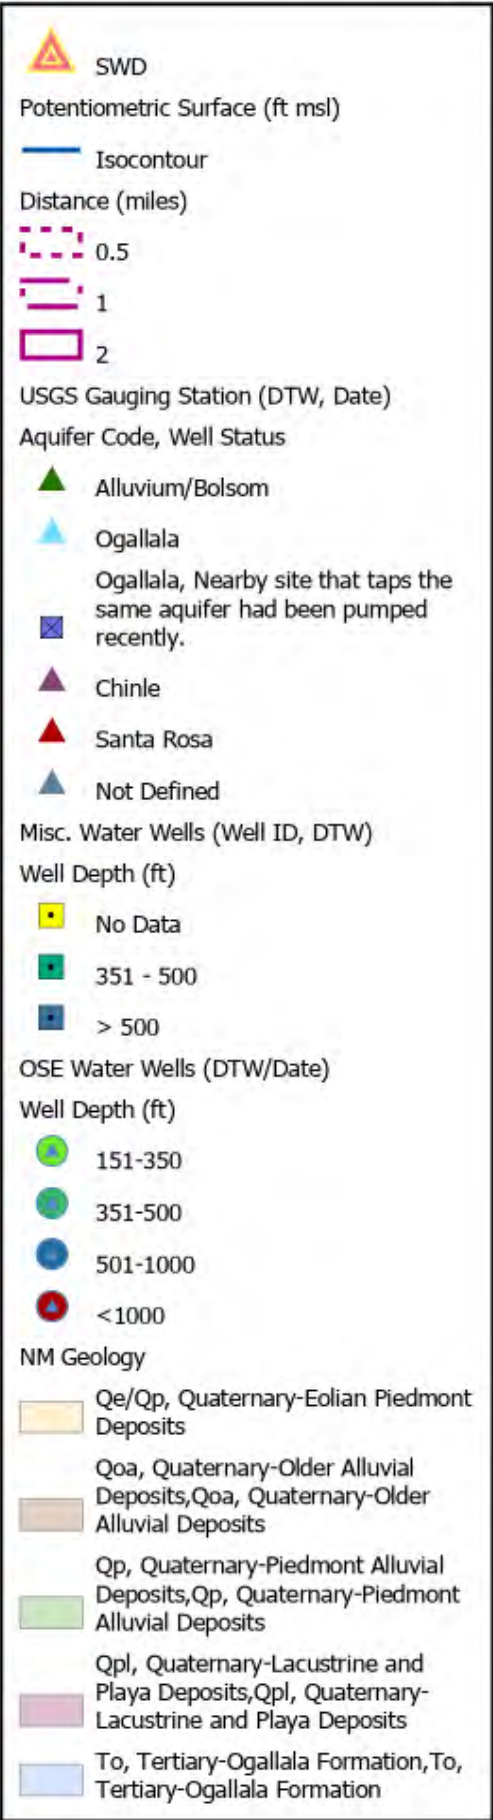 SWD
Potentiometric Surface (ft msl)
Isocontour
Distance (miles)
0.5
1
2
USGS Gauging Station (DTW, Date)
Aquifer Code, Well Status
Alluvium/Bolsom
Ogallala
Ogallala, Nearby site that taps the
same aquifer had been pumped
recently.
Chinle
Santa Rosa
Not Defined
Misc. Water Wells (Well ID, DTW)
Well Depth (ft)
No Data
351 - 500
> 500
OSE Water Wells (DTW/Date)
Well Depth (ft)
151-350
351-500
501-1000
<1000
NM Geology
Qe/Qp, Quaternary-Eolian Piedmont
Deposits
Qoa, Quaternary-Older Alluvial
Deposits,Qoa, Quaternary-Older
Alluvial Deposits
Qp, Quaternary-Piedmont Alluvial
Deposits,Qp, Quaternary-Piedmont
Alluvial Deposits
Qpl, Quaternary-Lacustrine and
Playa Deposits,Qpl, Quaternary-
Lacustrine and Playa Deposits
To, Tertiary-Ogallala Formation,To,
Tertiary-Ogallala Formation